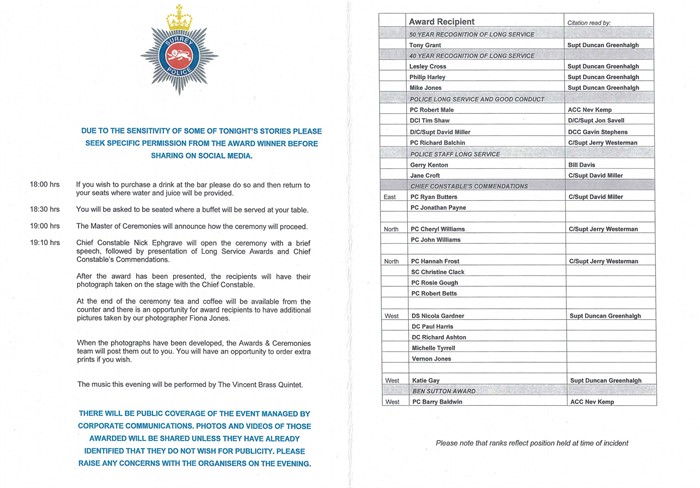 SURREY
POLICE
DUE TO THE SENSITIVITY OF SOME OF TONIGHT'S STORIES PLEASE
SEEK SPECIFIC PERMISSION FROM THE AWARD WINNER BEFORE
SHARING ON SOCIAL MEDIA.
18:00 hrs If you wish to purchase a drink at the bar please do so and then return to
your seats where water and juice will be provided.
18:30 hrs You will be asked to be seated where a buffet will be served at your table.
19:00 hrs The Master of Ceremonies will announce how the ceremony will proceed.
19:10 hrs Chief Constable Nick Ephgrave will open the ceremony with a brief
speech, followed by presentation of Long Service Awards and Chief
Constable's Commendations.
After the award has been presented, the recipients will have their
photograph taken on the stage with the Chief Constable.
At the end of the ceremony tea and coffee will be available from the
counter and there is an opportunity for award recipients to have additional
pictures taken by our photographer Fiona Jones.
When the photographs have been developed, the Awards & Ceremonies
team will post them out to you. You will have an opportunity to order extra
prints if you wish.
The music this evening will be performed by The Vincent Brass Quintet.
THERE WILL BE PUBLIC COVERAGE OF THE EVENT MANAGED BY
CORPORATE COMMUNICATIONS. PHOTOS AND VIDEOS OF THOSE
AWARDED WILL BE SHARED UNLESS THEY HAVE ALREADY
IDENTIFIED THAT THEY DO NOT WISH FOR PUBLICITY. PLEASE
RAISE ANY CONCERNS WITH THE ORGANISERS ON THE EVENING.
Award Recipient Citation read by:
50 YEAR RECOGNITION OF LONG SERVICE
Tony Grant Supt Duncan Greenhalgh
40 YEAR RECOGNITION OF LONG SERVICE
Lesley Cross Supt Duncan Greenhalgh
Philip Harley Supt Duncan Greenhalgh
Mike Jones Supt Duncan Greenhalgh
POLICE LONG SERVICE AND GOOD CONDUCT
PC Robert Male ACC Nev Kemp
DCI Tim Shaw D/C/Supt Jon Savell
D/C/Supt David Miller DCC Gavin Stephens
PC Richard Balchin C/Supt Jerry Westerman
POLICE STAFF LONG SERVICE
Gerry Kenton Bill Davis
Jane Croft C/Supt David Miller
CHIEF CONSTABLE'S COMMENDATIONS
East PC Ryan Butters C/Supt David Miller
PC Jonathan Payne
North PC Cheryl Williams C/Supt Jerry Westerman
PC John Williams
North PC Hannah Frost C/Supt Jerry Westerman
SC Christine Clack
PC Rosie Gough
PC Robert Betts
West DS Nicola Gardner Supt Duncan Greenhalgh
DC Paul Harris
DC Richard Ashton
Michelle Tyrrell
Vernon Jones
West Katie Gay Supt Duncan Greenhalgh
BEN SUTTON AWARD
West PC Barry Baldwin ACC Nev Kemp
Please note that ranks reflect position held at time of incident